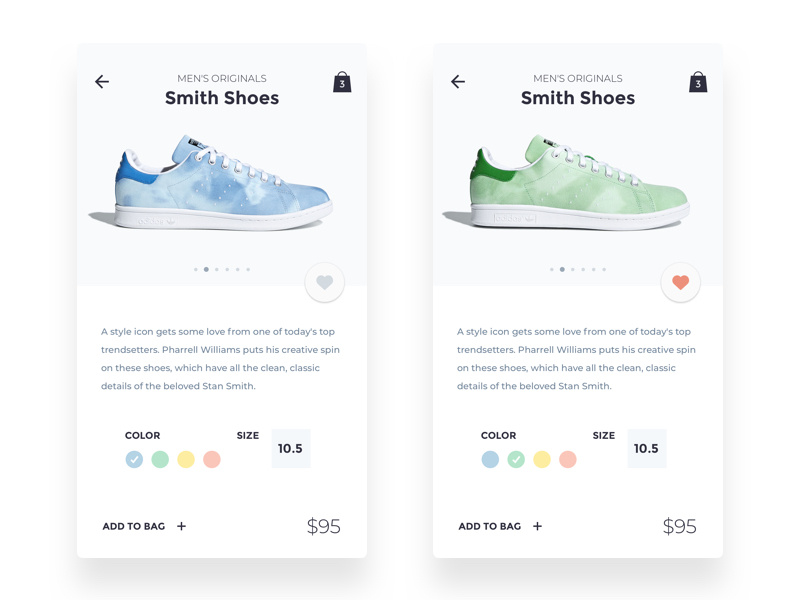 MEN'S ORIGINALS
3
Smith Shoes
A style icon gets some love from one of today's top
trendsetters. Pharrell Williams puts his creative spin
on these shoes, which have all the clean, classic
details of the beloved Stan Smith.
COLOR
SIZE
10.5
ADD TO BAG +
$95
MEN'S ORIGINALS
3
Smith Shoes
A style icon gets some love from one of today's top
trendsetters. Pharrell Williams puts his creative spin
on these shoes, which have all the clean, classic
details of the beloved Stan Smith.
COLOR
SIZE
10.5
ADD TO BAG +
$95